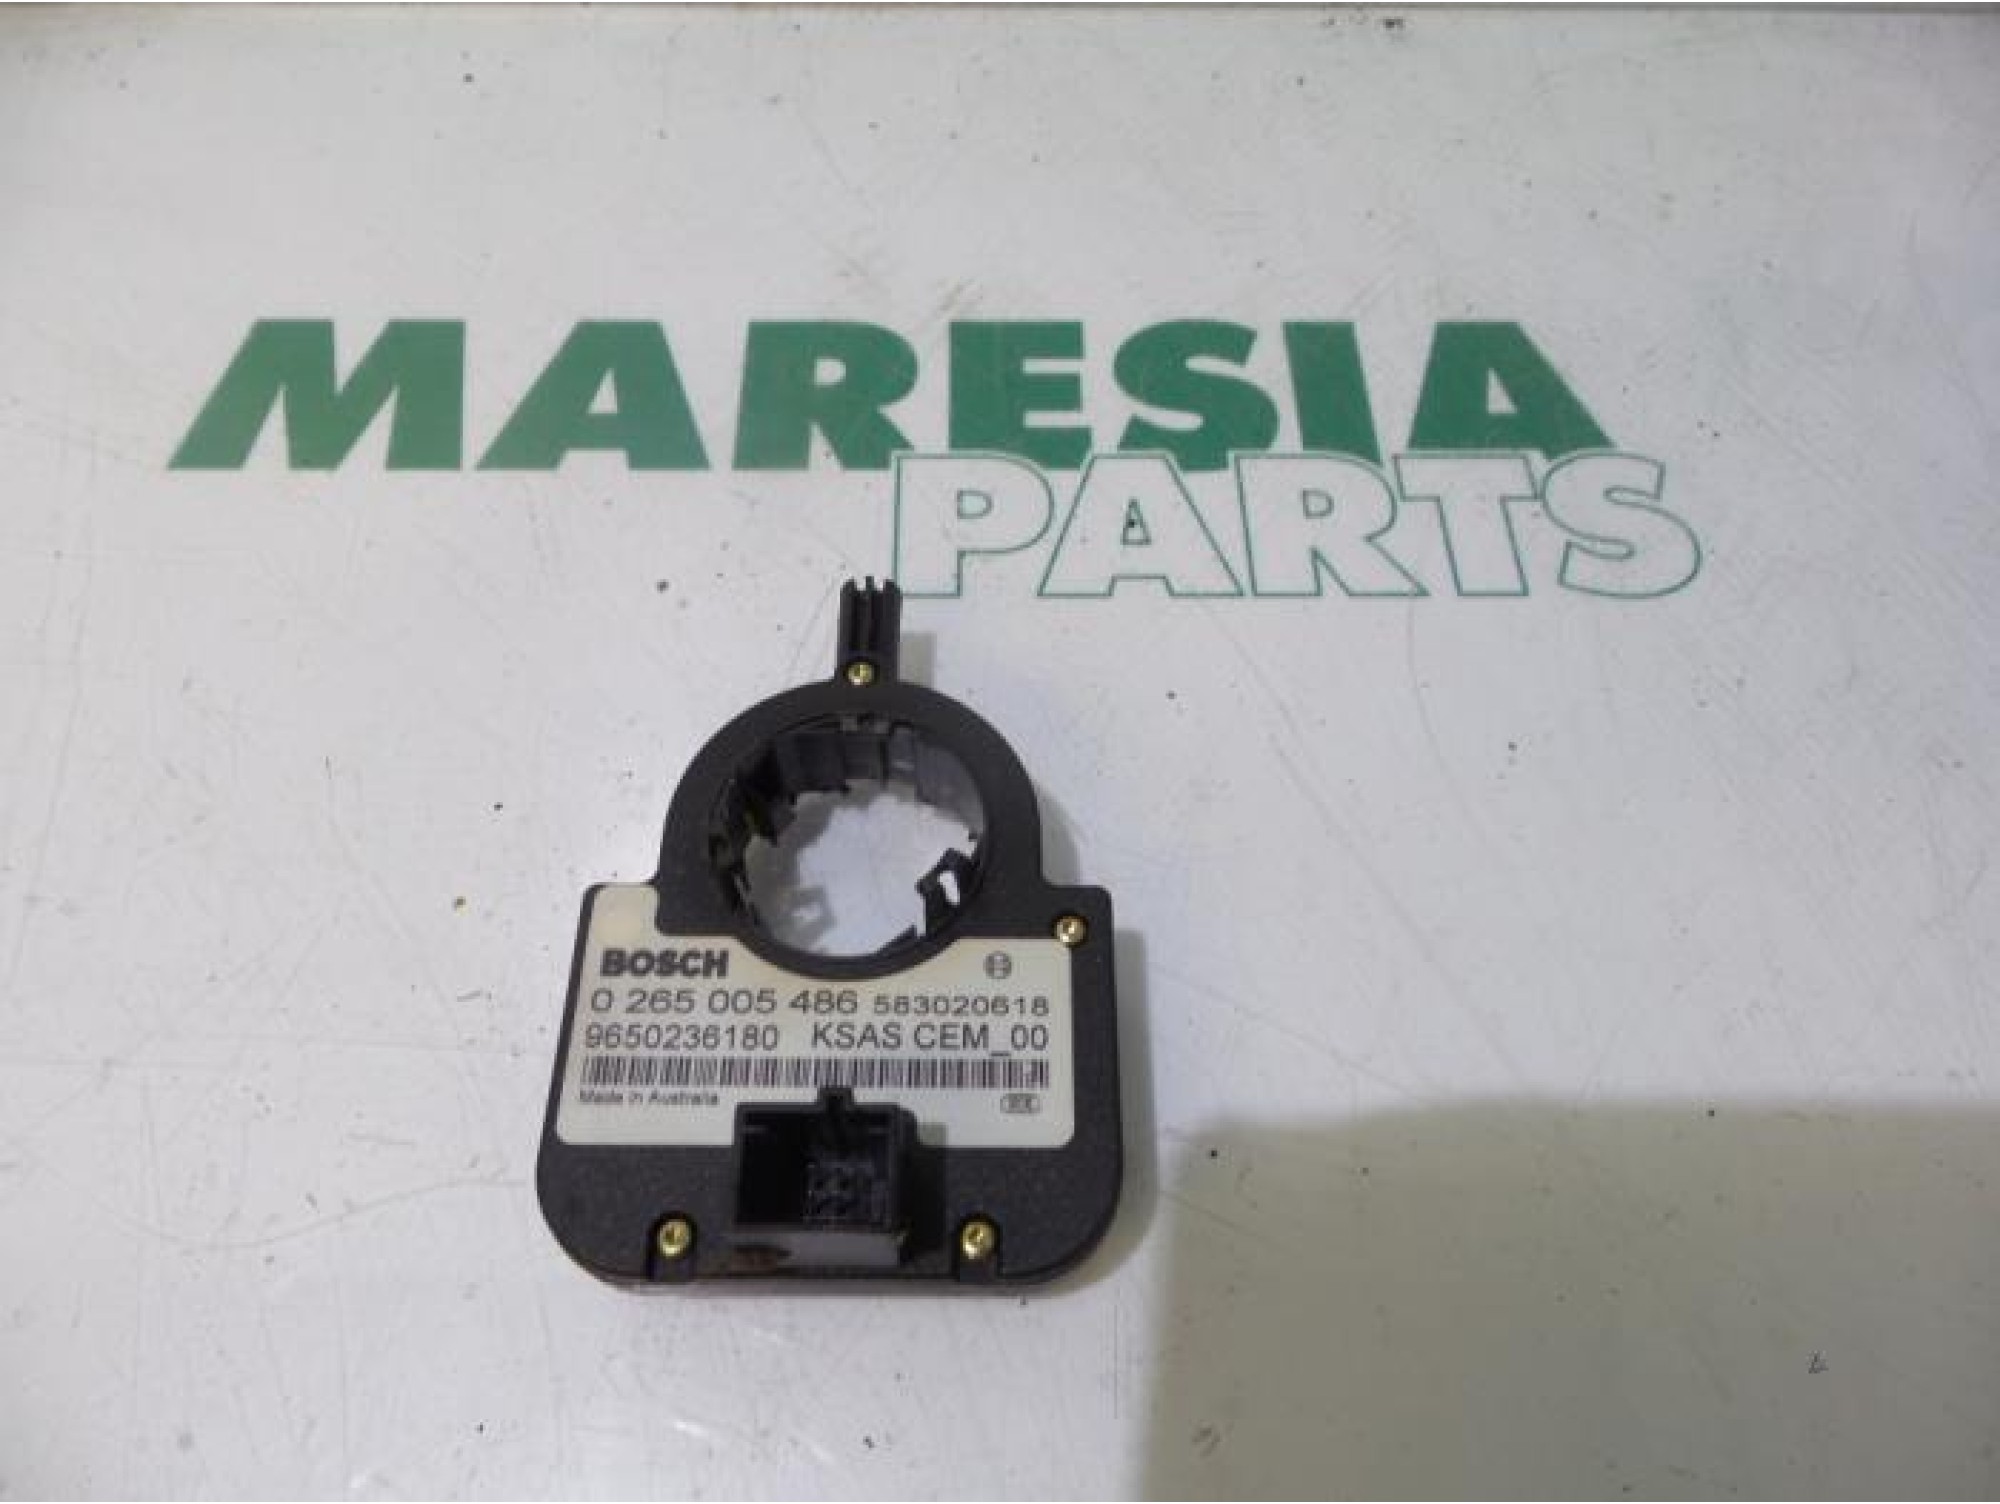 MARESIA
PARTS
BOSCH
0 265 005 486 583020618
9650236180 KSAS CEM_00
Made in Australia